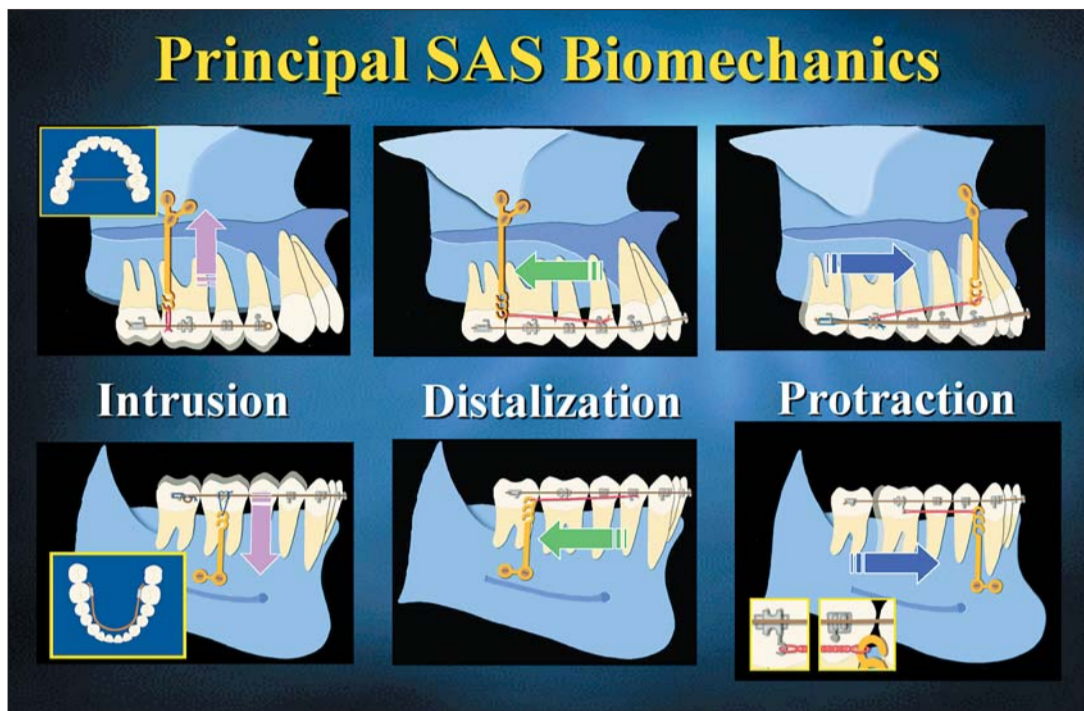 Principal SAS Biomechanics
Intrusion
Distalization
Protraction